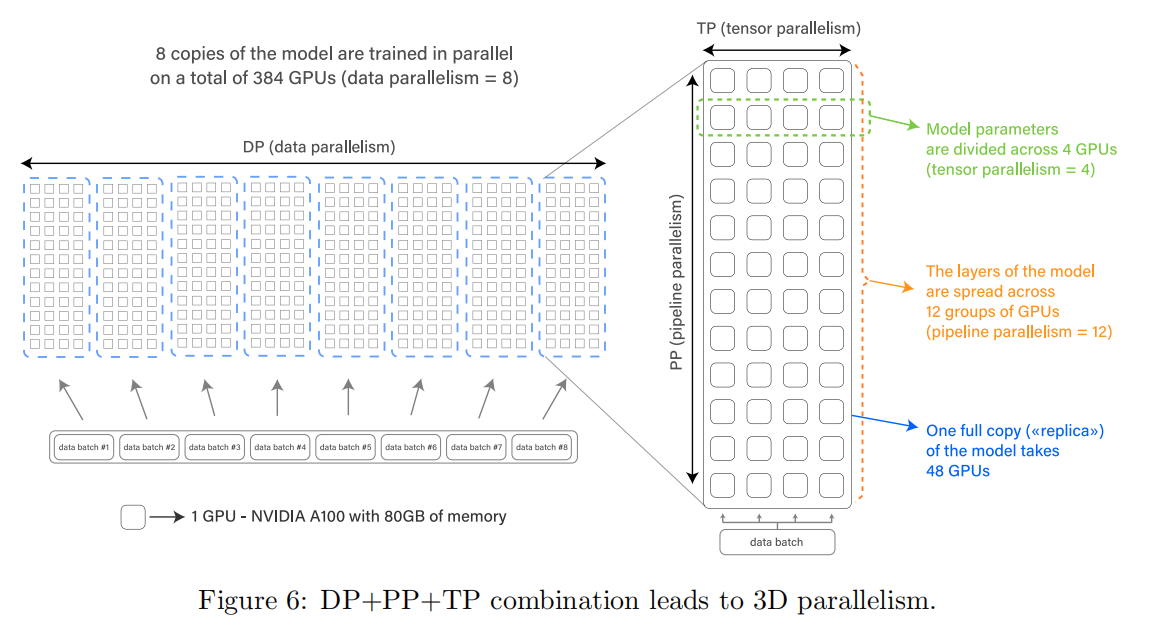 8 copies of the model are trained in parallel
on a total of 384 GPUs (data parallelism = 8)
DP (data parallelism)
data batch #1
data batch #2
data batch #3
data batch #4
data batch #5
data batch #6
data batch #7
data batch #8
1 GPU - NVIDIA A100 with 80GB of memory
TP (tensor parallelism)
PP (pipeline parallelism)
data batch
Model parameters
are divided across 4 GPUs
(tensor parallelism = 4)
The layers of the model
are spread across
12 groups of GPUs
(pipeline parallelism = 12)
One full copy («replica»)
of the model takes
48 GPUs
Figure 6: DP+PP+TP combination leads to 3D parallelism.